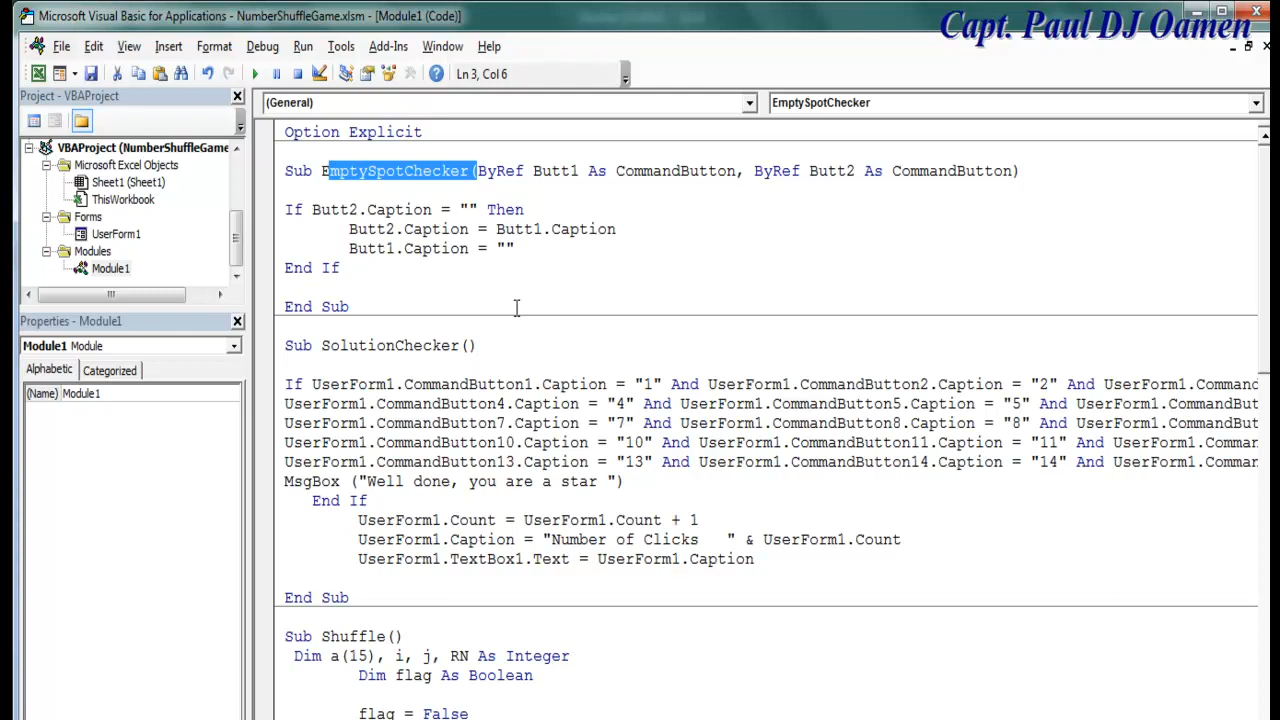 Microsoft Visual Basic for Applications - NumberShuffleGame.xlsm - [Module1 (Code)]
Capt. Paul DJ Oamen
File Edit View Insert Format Debug Run Tools Add-Ins Window Help
Ln 3, Col 6
Project - VBAProject
(General)
EmptySpotChecker
VBAProject (NumberShuffleGame
Microsoft Excel Objects
Sheet1 (Sheet1)
ThisWorkbook
Forms
UserForm1
Modules
Module1
Properties - Module1
Module1 Module
Alphabetic Categorized
(Name) Module1
Option Explicit
Sub EmptySpotChecker(ByRef Butt1 As CommandButton, ByRef Butt2 As CommandButton)
If Butt2.Caption = "" Then
Butt2.Caption = Butt1.Caption
Butt1.Caption = ""
End If
End Sub
Sub SolutionChecker()
If UserForm1.CommandButton1.Caption = "1" And UserForm1.CommandButton2.Caption = "2" And UserForm1.Command
UserForm1.CommandButton4.Caption = "4" And UserForm1.CommandButton5.Caption = "5" And UserForm1.CommandButt
UserForm1.CommandButton7.Caption = "7" And UserForm1.CommandButton8.Caption = "8" And UserForm1.CommandButt
UserForm1.CommandButton10.Caption = "10" And UserForm1.CommandButton11.Caption = "11" And UserForm1.Command
UserForm1.CommandButton13.Caption = "13" And UserForm1.CommandButton14.Caption = "14" And UserForm1.Command
MsgBox ("Well done, you are a star ")
End If
UserForm1.Count = UserForm1.Count + 1
UserForm1.Caption = "Number of Clicks   " & UserForm1.Count
UserForm1.TextBox1.Text = UserForm1.Caption
End Sub
Sub Shuffle()
Dim a(15), i, j, RN As Integer
Dim flag As Boolean
flag = False